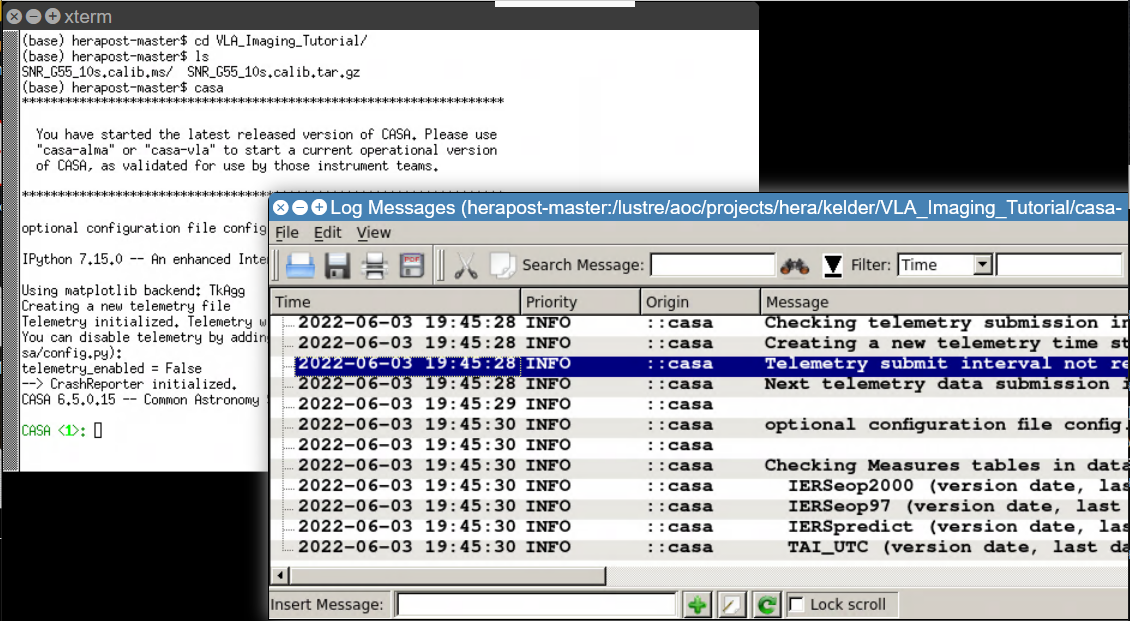 xterm
(base) herapost-master$ cd VLA_Imaging_Tutorial/
(base) herapost-master$ ls
SNR_G55_10s.calib.ms/  SNR_G55_10s.calib.tar.gz
(base) herapost-master$ casa
******************************************************************
You have started the latest released version of CASA. Please use
"casa-alma" or "casa-vla" to start a current operational version
of CASA, as validated for use by those instrument teams.
******************************************************************
optional configuration file config
IPython 7.15.0 -- An enhanced Inte
Using matplotlib backend: TkAgg
Creating a new telemetry file
Telemetry initialized. Telemetry w
You can disable telemetry by adding
sa/config.py):
telemetry_enabled = False
--> CrashReporter initialized.
CASA 6.5.0.15 -- Common Astronomy
CASA <1>:
Log Messages (herapost-master:/lustre/aoc/projects/hera/kelder/VLA_Imaging_Tutorial/casa-
File Edit View
Search Message: Filter: Time
Time Priority Origin Message
2022-06-03 19:45:28 INFO ::casa Checking telemetry submission in
2022-06-03 19:45:28 INFO ::casa Creating a new telemetry time st
2022-06-03 19:45:28 INFO ::casa Telemetry submit interval not re
2022-06-03 19:45:28 INFO ::casa Next telemetry data submission i
2022-06-03 19:45:29 INFO ::casa
2022-06-03 19:45:30 INFO ::casa optional configuration file config.
2022-06-03 19:45:30 INFO ::casa
2022-06-03 19:45:30 INFO ::casa Checking Measures tables in data
2022-06-03 19:45:30 INFO ::casa IERSeop2000 (version date, las
2022-06-03 19:45:30 INFO ::casa IERSeop97 (version date, last
2022-06-03 19:45:30 INFO ::casa IERSpredict (version date, las
2022-06-03 19:45:30 INFO ::casa TAI_UTC (version date, last da
Insert Message: Lock scroll